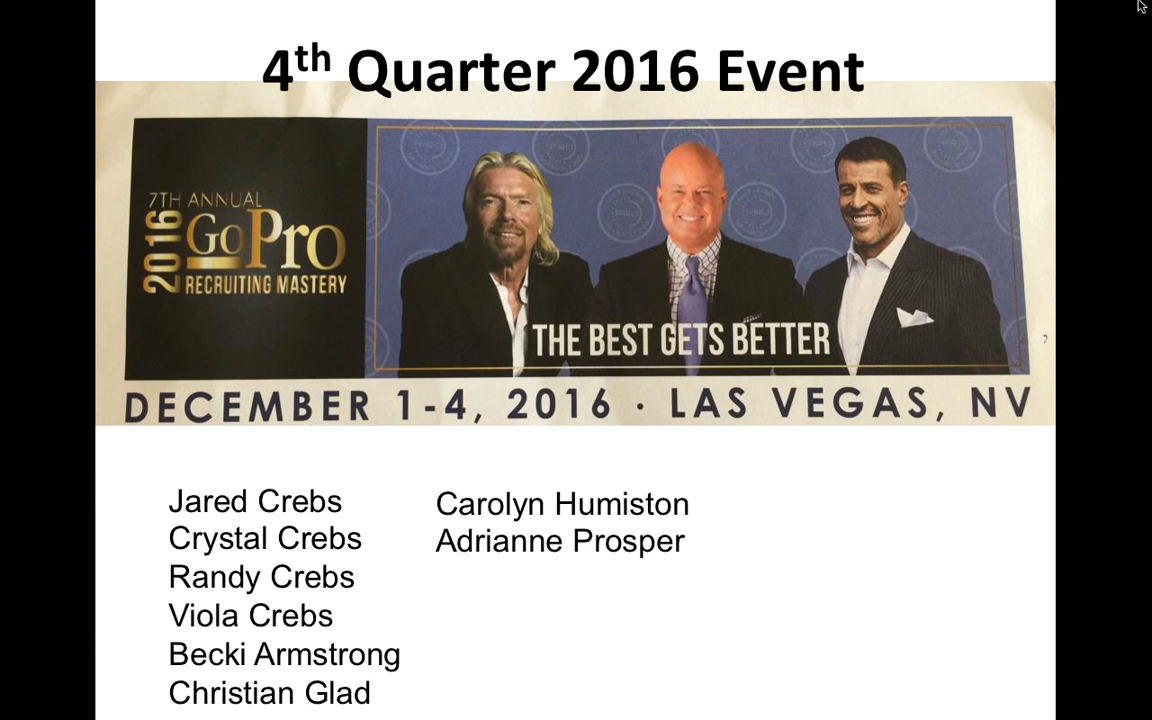 4th Quarter 2016 Event
7TH ANNUAL
2016
GoPro
RECRUITING MASTERY
THE BEST GETS BETTER
DECEMBER 1-4, 2016 · LAS VEGAS, NV
Jared Crebs
Crystal Crebs
Randy Crebs
Viola Crebs
Becki Armstrong
Christian Glad
Carolyn Humiston
Adrianne Prosper